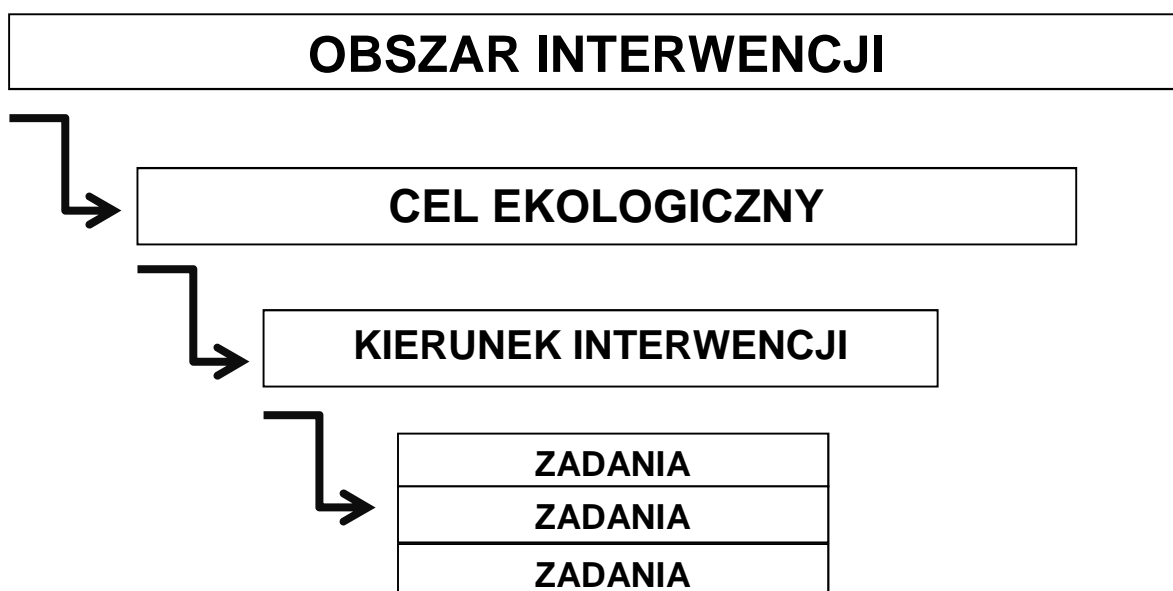 OBSZAR INTERWENCJI
CEL EKOLOGICZNY
KIERUNEK INTERWENCJI
ZADANIA
ZADANIA
ZADANIA